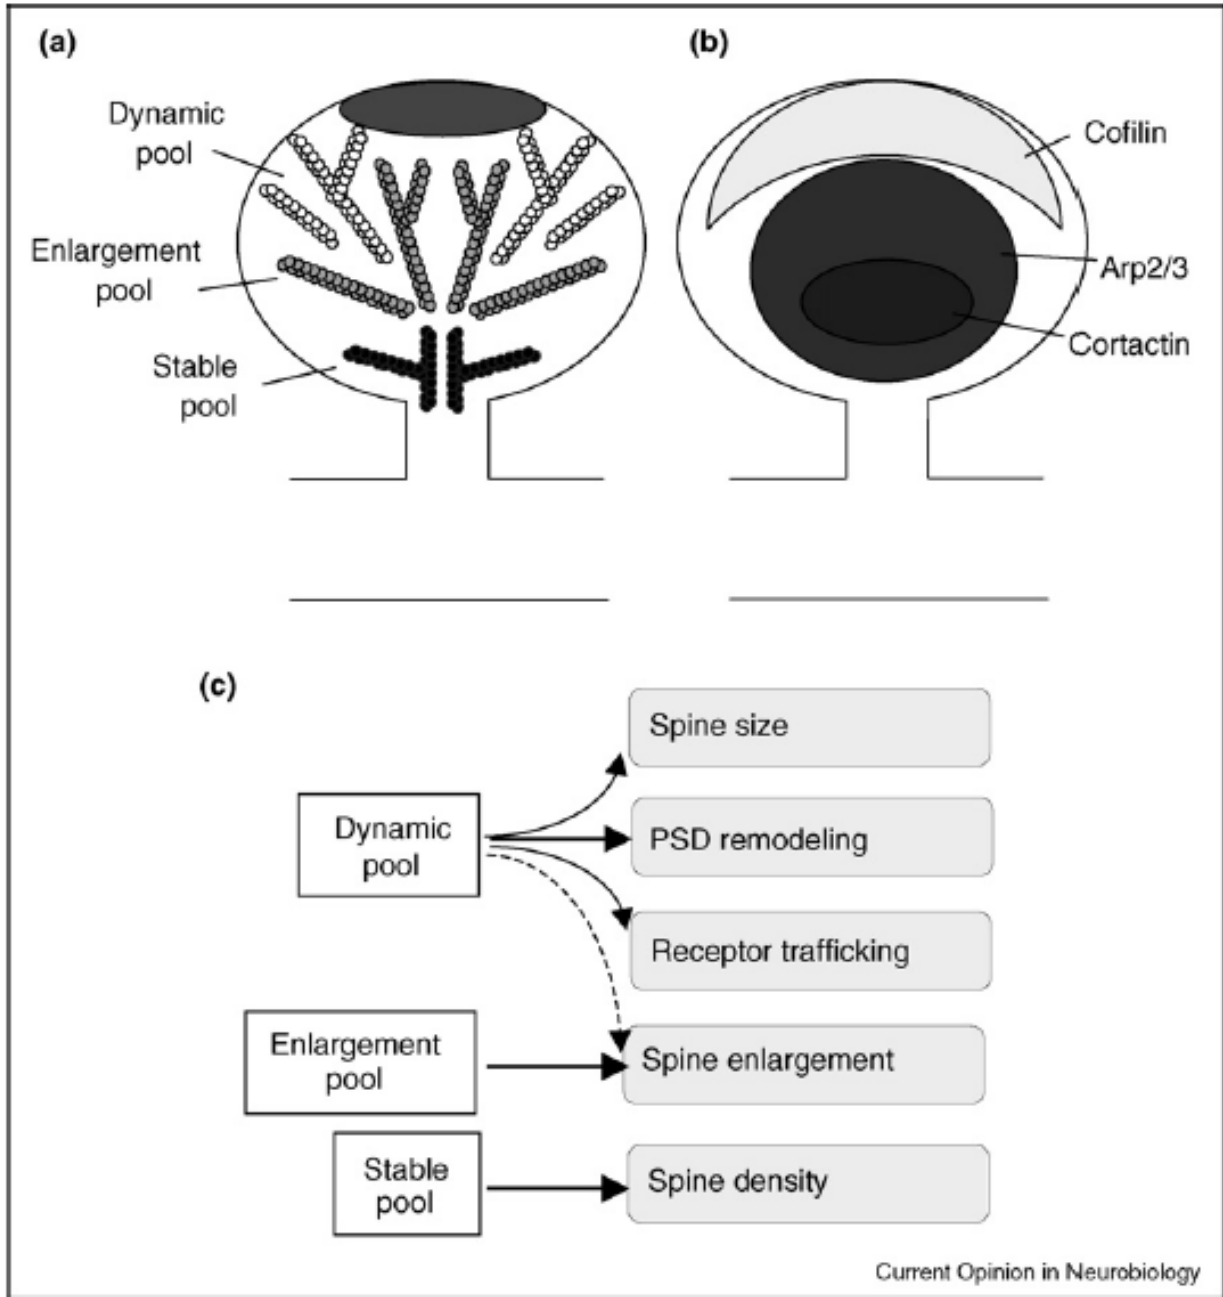 (a)
Dynamic
pool
Enlargement
pool
Stable
pool
(b)
Cofilin
Arp2/3
Cortactin
(c)
Dynamic
pool
Spine size
PSD remodeling
Receptor trafficking
Enlargement
pool
Spine enlargement
Stable
pool
Spine density
Current Opinion in Neurobiology